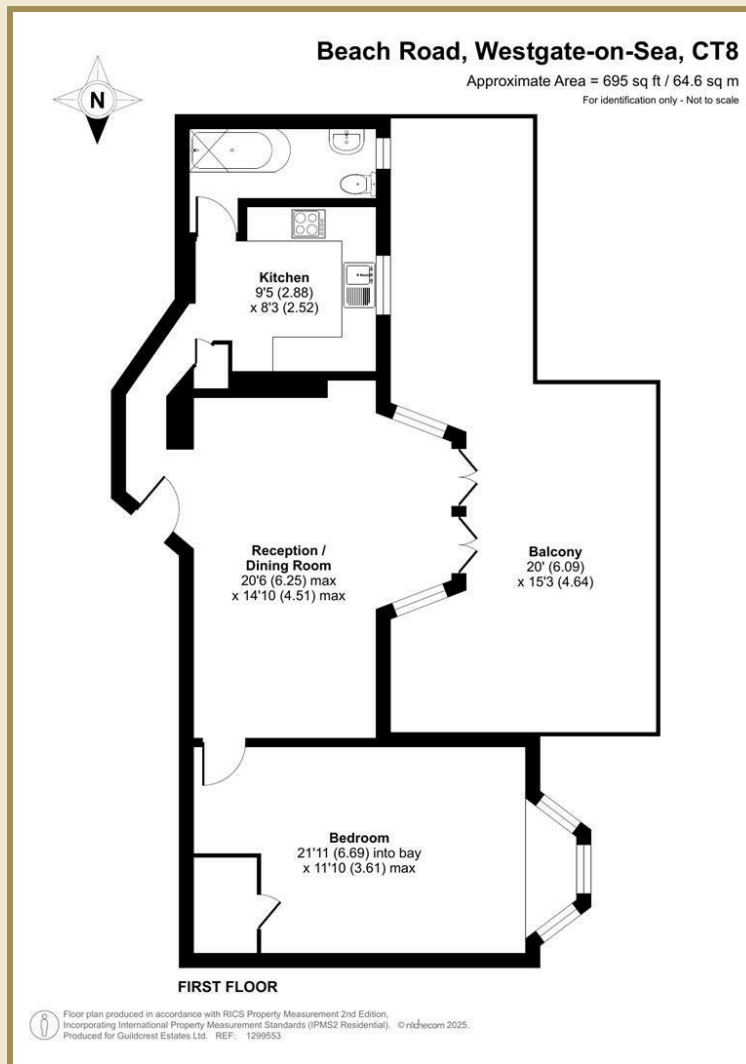 Beach Road, Westgate-on-Sea, CT8
Approximate Area = 695 sq ft / 64.6 sq m
For identification only - Not to scale
N
Kitchen
9'5 (2.88)
x 8'3 (2.52)
Reception /
Dining Room
20'6 (6.25) max
x 14'10 (4.51) max
Balcony
20' (6.09)
x 15'3 (4.64)
Bedroom
21'11 (6.69) into bay
x 11'10 (3.61) max
FIRST FLOOR
Floor plan produced in accordance with RICS Property Measurement 2nd Edition,
Incorporating International Property Measurement Standards (IPMS2 Residential). © nichecom 2025.
Produced for Guildcrest Estates Ltd. REF: 1299553